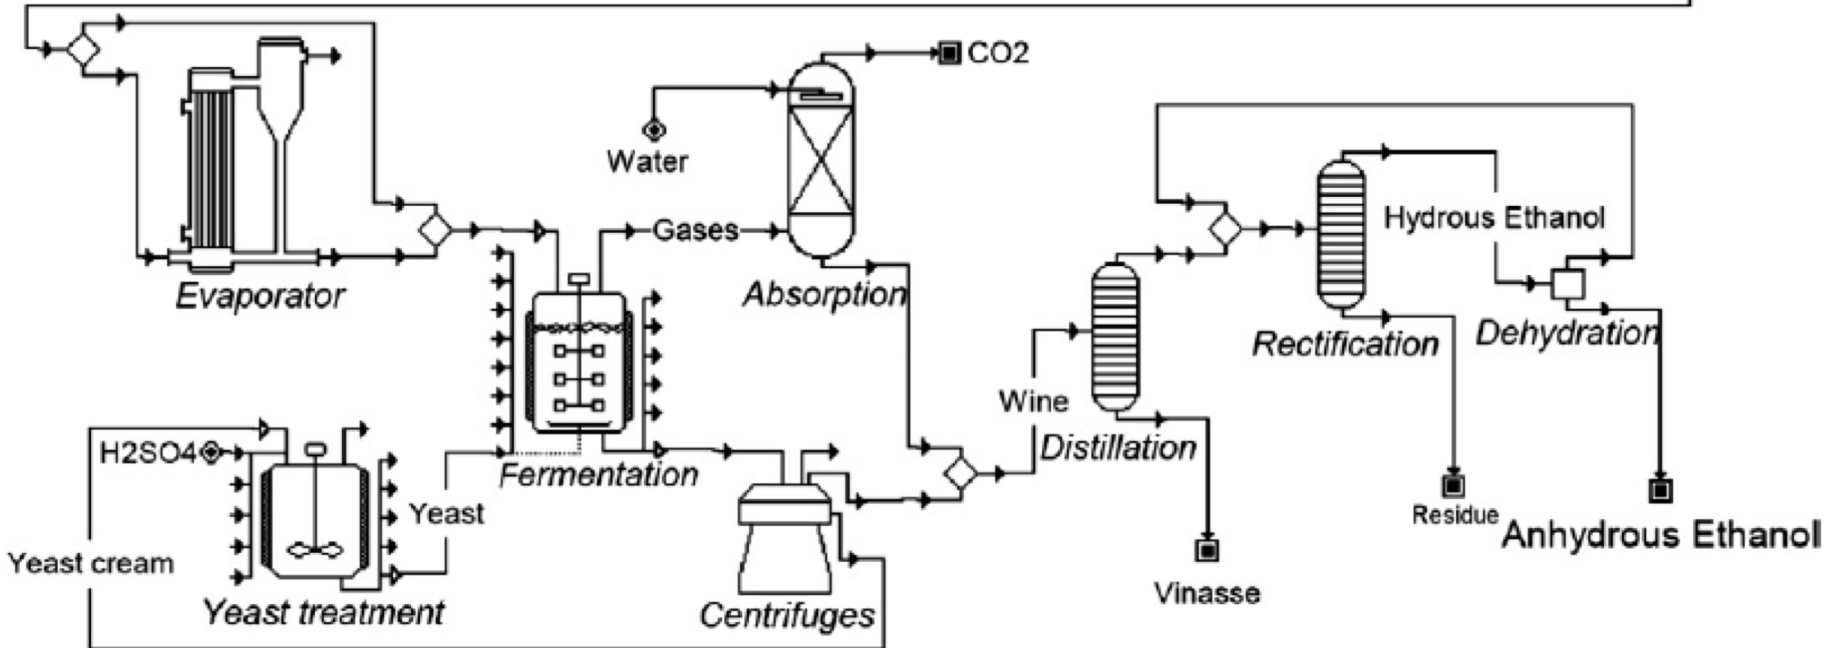 CO2
Water
Gases
Hydrous Ethanol
Evaporator
Absorption
Rectification
Dehydration
Wine
H2SO4
Distillation
Fermentation
Yeast
Residue
Anhydrous Ethanol
Yeast cream
Vinasse
Yeast treatment
Centrifuges